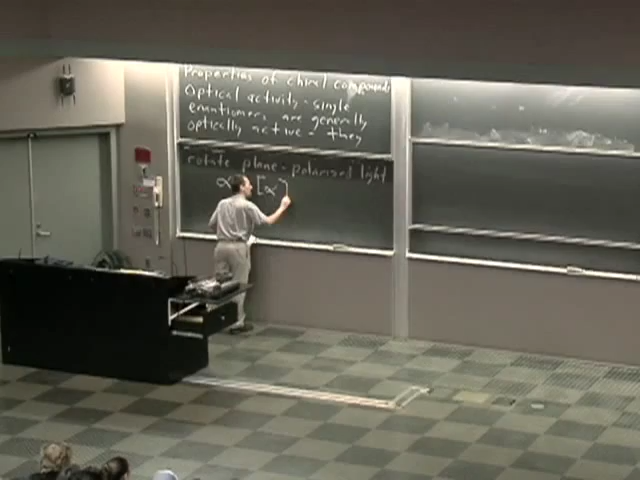 Properties of Chiral Compounds
Optical activity - single
enantiomers are generally
optically active - they
rotate plane-polarized light
α [α]